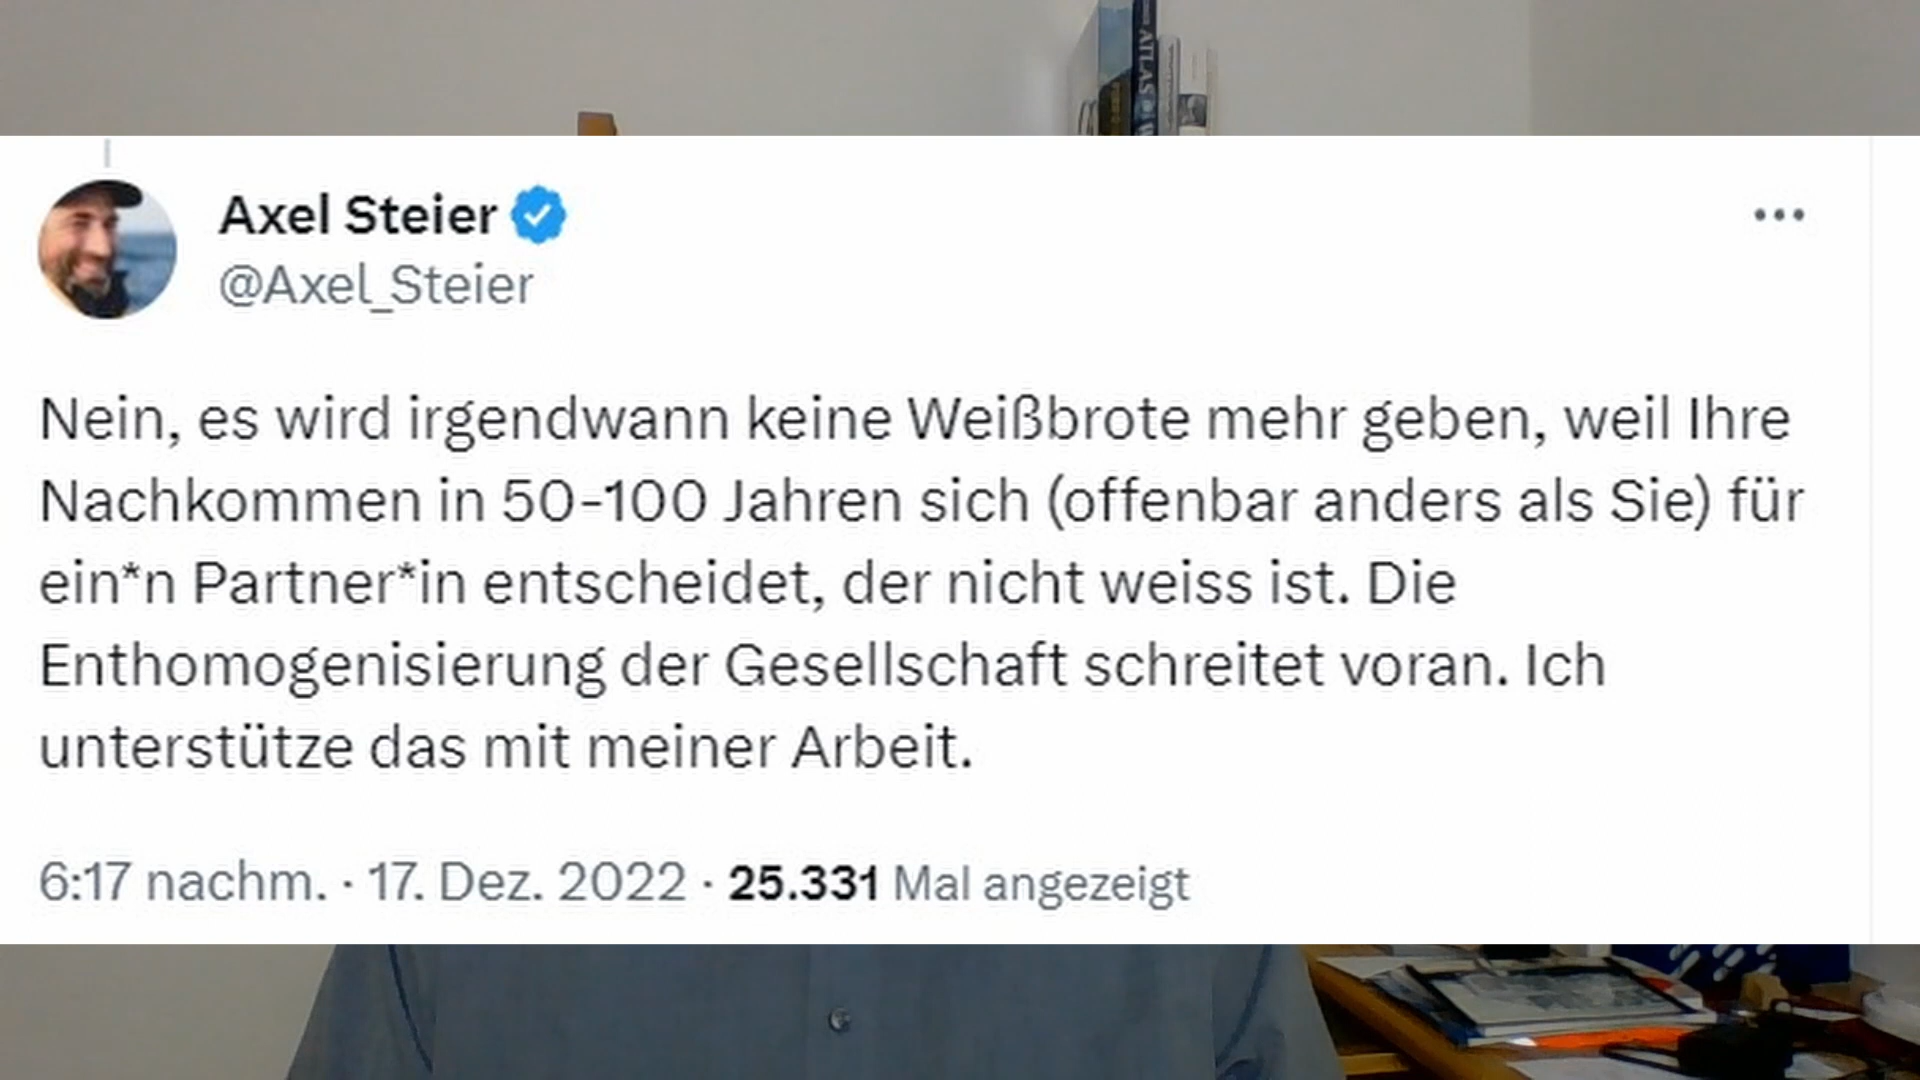 ATLAS
Axel Steier
@Axel_Steier
Nein, es wird irgendwann keine Weißbrote mehr geben, weil Ihre
Nachkommen in 50-100 Jahren sich (offenbar anders als Sie) für
ein*n Partner*in entscheidet, der nicht weiss ist. Die
Enthomogenisierung der Gesellschaft schreitet voran. Ich
unterstütze das mit meiner Arbeit.
6:17 nachm. · 17. Dez. 2022 · 25.331 Mal angezeigt